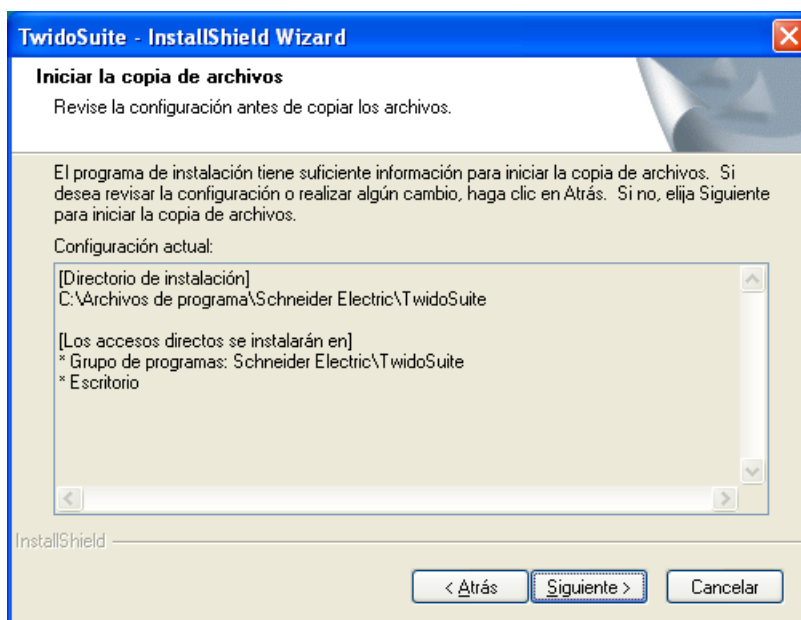 TwidoSuite - InstallShield Wizard
Iniciar la copia de archivos
Revise la configuración antes de copiar los archivos.
El programa de instalación tiene suficiente información para iniciar la copia de archivos. Si
desea revisar la configuración o realizar algún cambio, haga clic en Atrás. Si no, elija Siguiente
para iniciar la copia de archivos.
Configuración actual:
[Directorio de instalación]
C:\Archivos de programa\Schneider Electric\TwidoSuite
[Los accesos directos se instalarán en]
* Grupo de programas: Schneider Electric\TwidoSuite
* Escritorio
InstallShield
< Atrás Siguiente > Cancelar